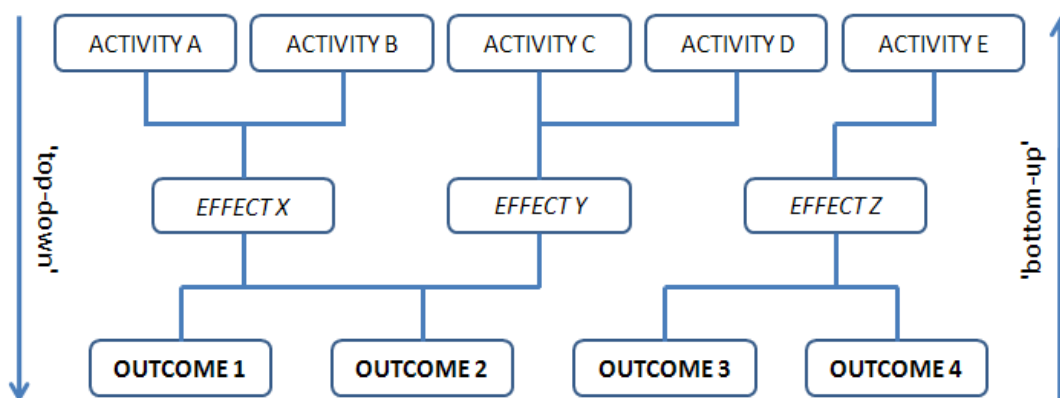 ACTIVITY A
ACTIVITY B
ACTIVITY C
ACTIVITY D
ACTIVITY E
'top-down'
EFFECT X
EFFECT Y
EFFECT Z
'bottom-up'
OUTCOME 1
OUTCOME 2
OUTCOME 3
OUTCOME 4